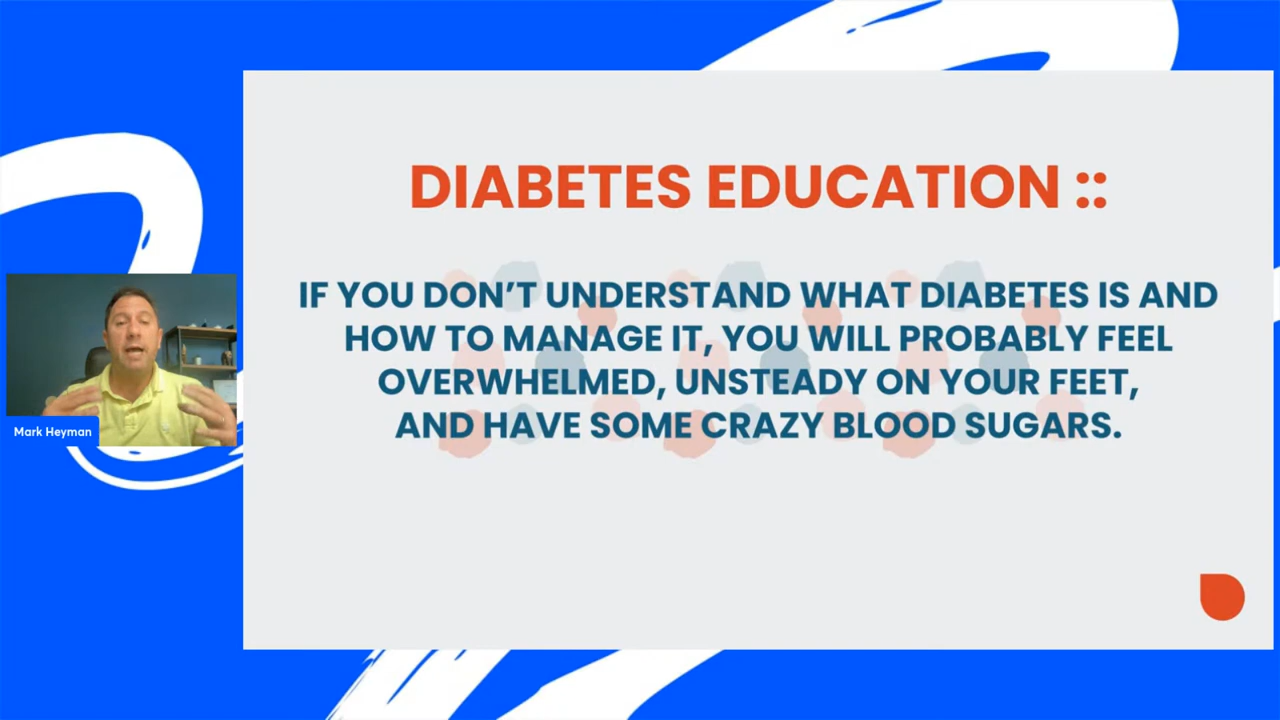 DIABETES EDUCATION ::
IF YOU DON'T UNDERSTAND WHAT DIABETES IS AND
HOW TO MANAGE IT, YOU WILL PROBABLY FEEL
OVERWHELMED, UNSTEADY ON YOUR FEET,
AND HAVE SOME CRAZY BLOOD SUGARS.
Mark Heyman